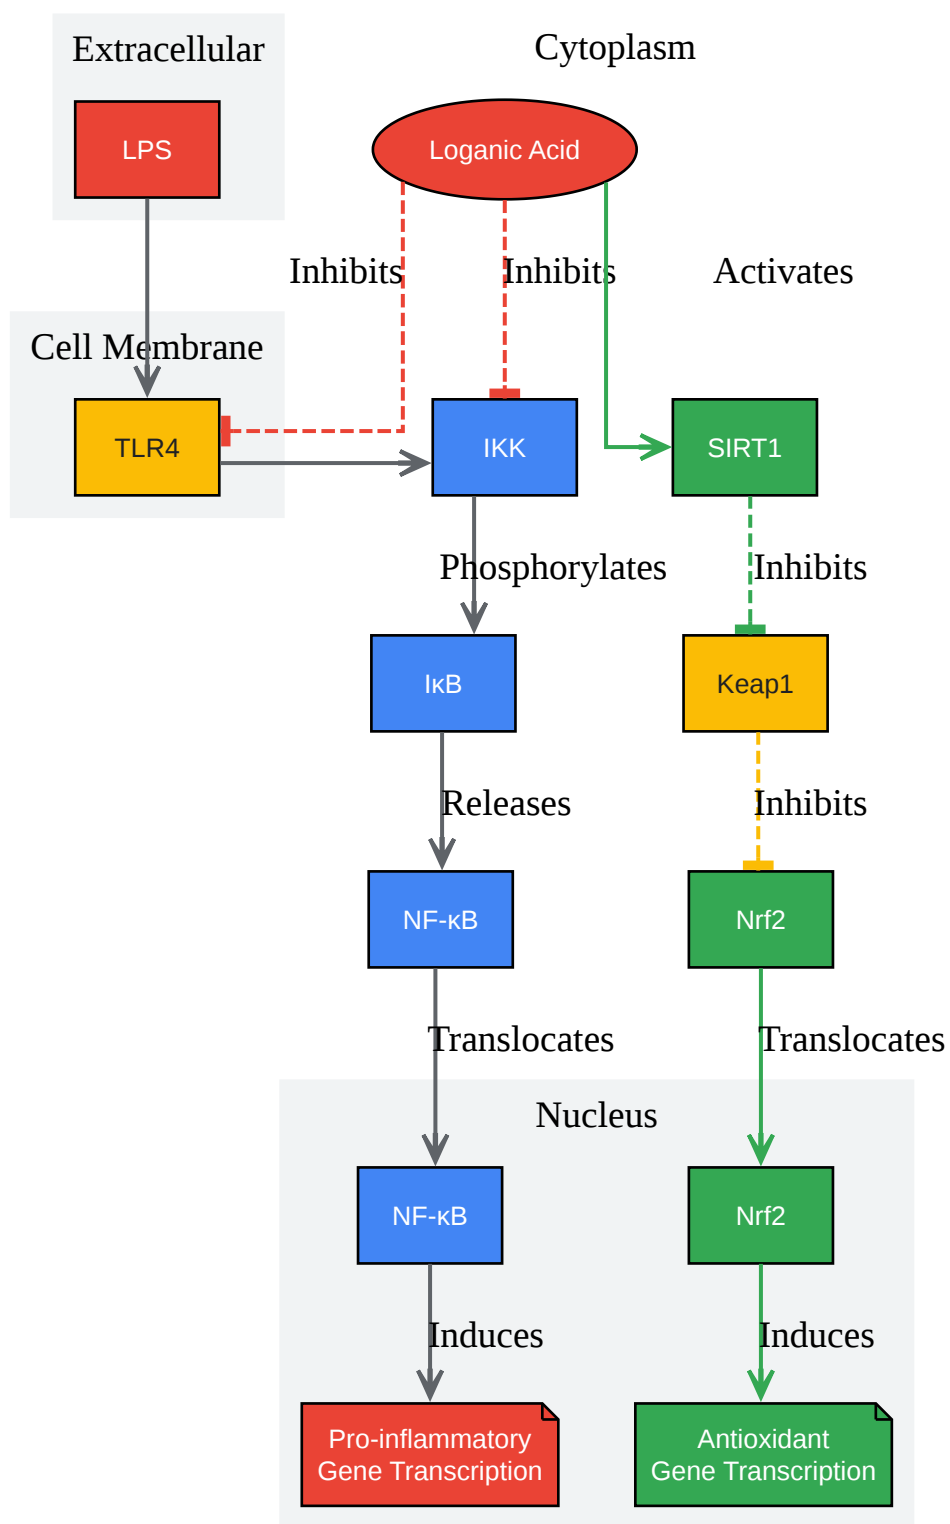 Extracellular
Cytoplasm
LPS
Loganic Acid
Inhibits
Inhibits
Activates
Cell Membrane
TLR4
IKK
SIRT1
Phosphorylates
Inhibits
IκB
Keap1
Releases
Inhibits
NF-κB
Nrf2
Translocates
Translocates
Nucleus
NF-κB
Nrf2
Induces
Induces
Pro-inflammatory
Gene Transcription
Antioxidant
Gene Transcription